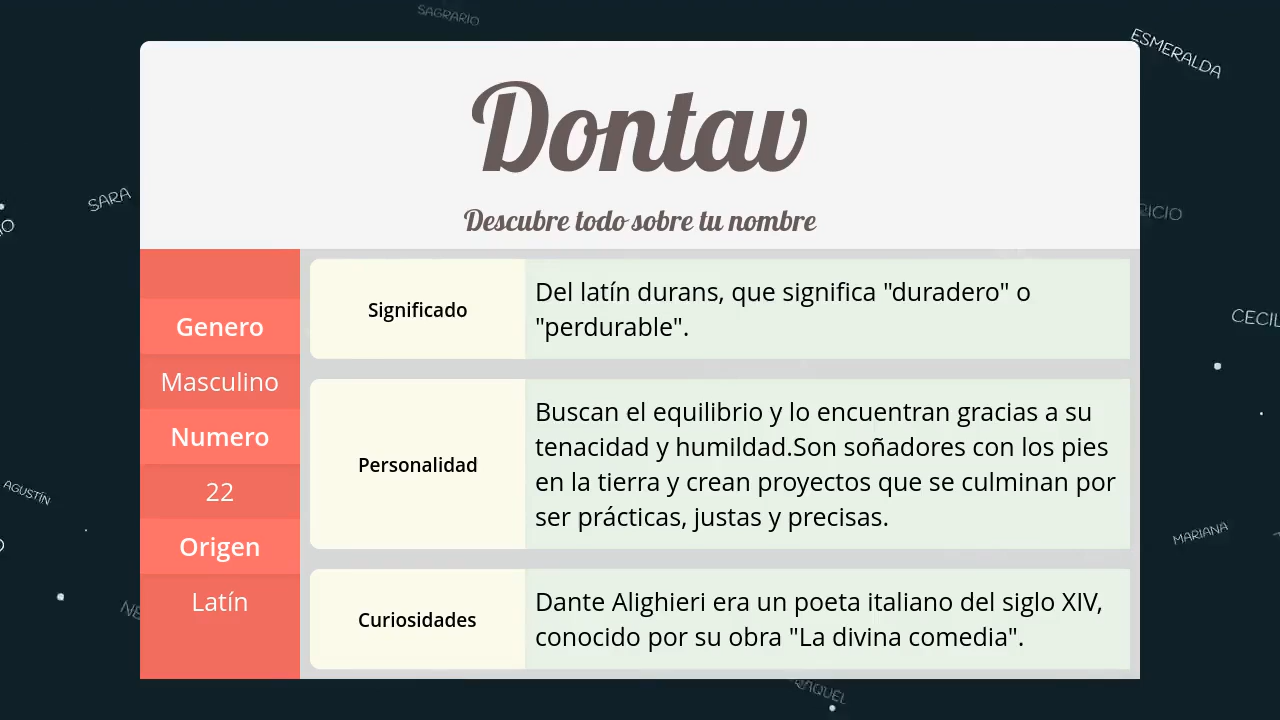 SAGRARIO
ESMERALDA
Dontav
SARA
Descubre todo sobre tu nombre
CECIL
Genero
Masculino
Numero
22
Origen
Latín
Significado
Del latín durans, que significa "duradero" o
"perdurable".
Personalidad
Buscan el equilibrio y lo encuentran gracias a su
tenacidad y humildad.Son soñadores con los pies
en la tierra y crean proyectos que se culminan por
ser prácticas, justas y precisas.
Curiosidades
Dante Alighieri era un poeta italiano del siglo XIV,
conocido por su obra "La divina comedia".
AGUSTÍN
MARIANA